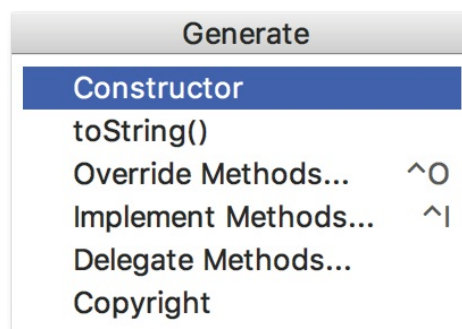 Generate
Constructor
toString()
Override Methods... ^O
Implement Methods... ^I
Delegate Methods...
Copyright